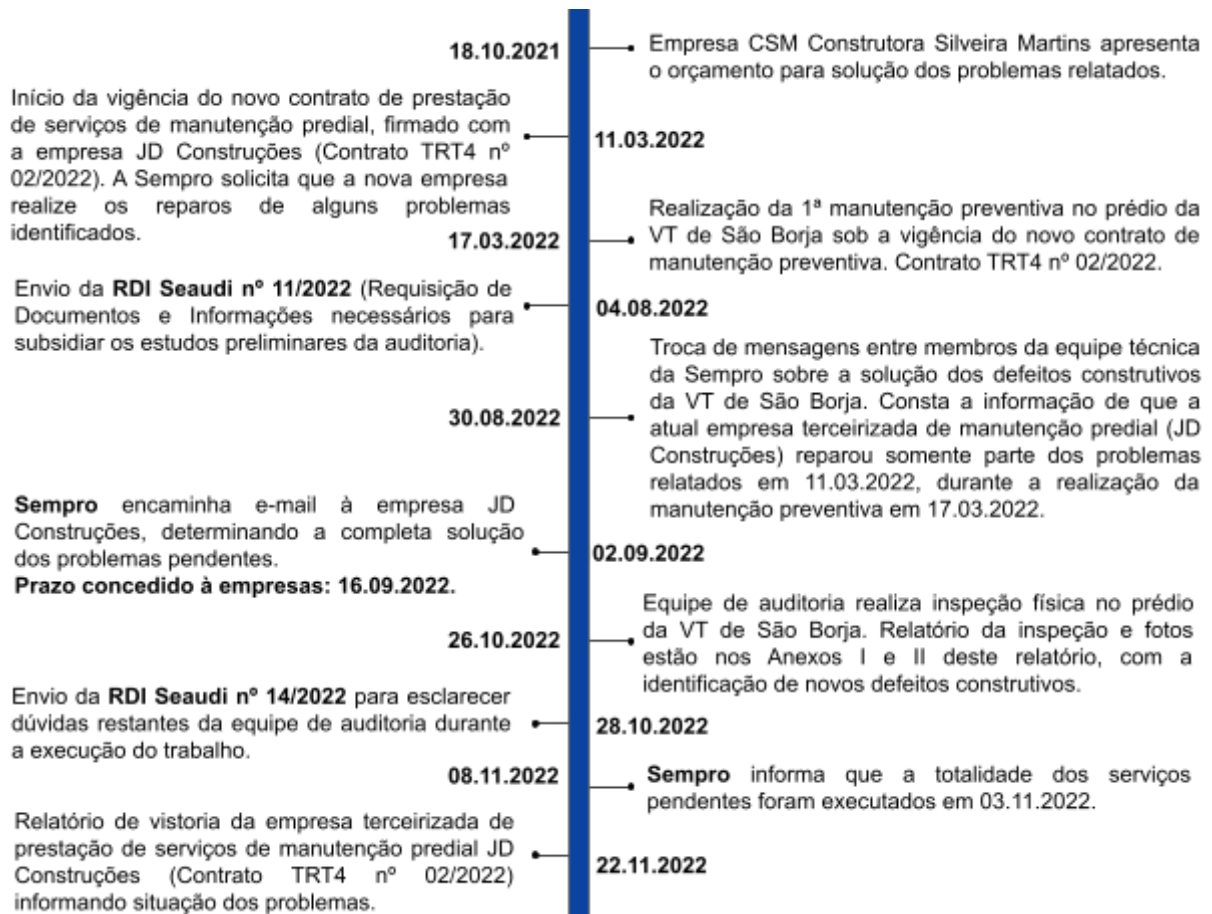 18.10.2021
Empresa CSM Construtora Silveira Martins apresenta
o orçamento para solução dos problemas relatados.
Início da vigência do novo contrato de prestação
de serviços de manutenção predial, firmado com
a empresa JD Construções (Contrato TRT4 nº
02/2022). A Sempro solicita que a nova empresa
realize os reparos de alguns problemas
identificados.
11.03.2022
17.03.2022
Realização da 1ª manutenção preventiva no prédio da
VT de São Borja sob a vigência do novo contrato de
manutenção preventiva. Contrato TRT4 nº 02/2022.
Envio da RDI Seaudi nº 11/2022 (Requisição de
Documentos e Informações necessários para
subsidiar os estudos preliminares da auditoria).
04.08.2022
30.08.2022
Troca de mensagens entre membros da equipe técnica
da Sempro sobre a solução dos defeitos construtivos
da VT de São Borja. Consta a informação de que a
atual empresa terceirizada de manutenção predial (JD
Construções) reparou somente parte dos problemas
relatados em 11.03.2022, durante a realização da
manutenção preventiva em 17.03.2022.
Sempro encaminha e-mail à empresa JD
Construções, determinando a completa solução
dos problemas pendentes.
Prazo concedido à empresas: 16.09.2022.
02.09.2022
26.10.2022
Equipe de auditoria realiza inspeção física no prédio
da VT de São Borja. Relatório da inspeção e fotos
estão nos Anexos I e II deste relatório, com a
identificação de novos defeitos construtivos.
Envio da RDI Seaudi nº 14/2022 para esclarecer
dúvidas restantes da equipe de auditoria durante
a execução do trabalho.
28.10.2022
08.11.2022
Sempro informa que a totalidade dos serviços
pendentes foram executados em 03.11.2022.
Relatório de vistoria da empresa terceirizada de
prestação de serviços de manutenção predial JD
Construções (Contrato TRT4 nº 02/2022)
informando situação dos problemas.
22.11.2022